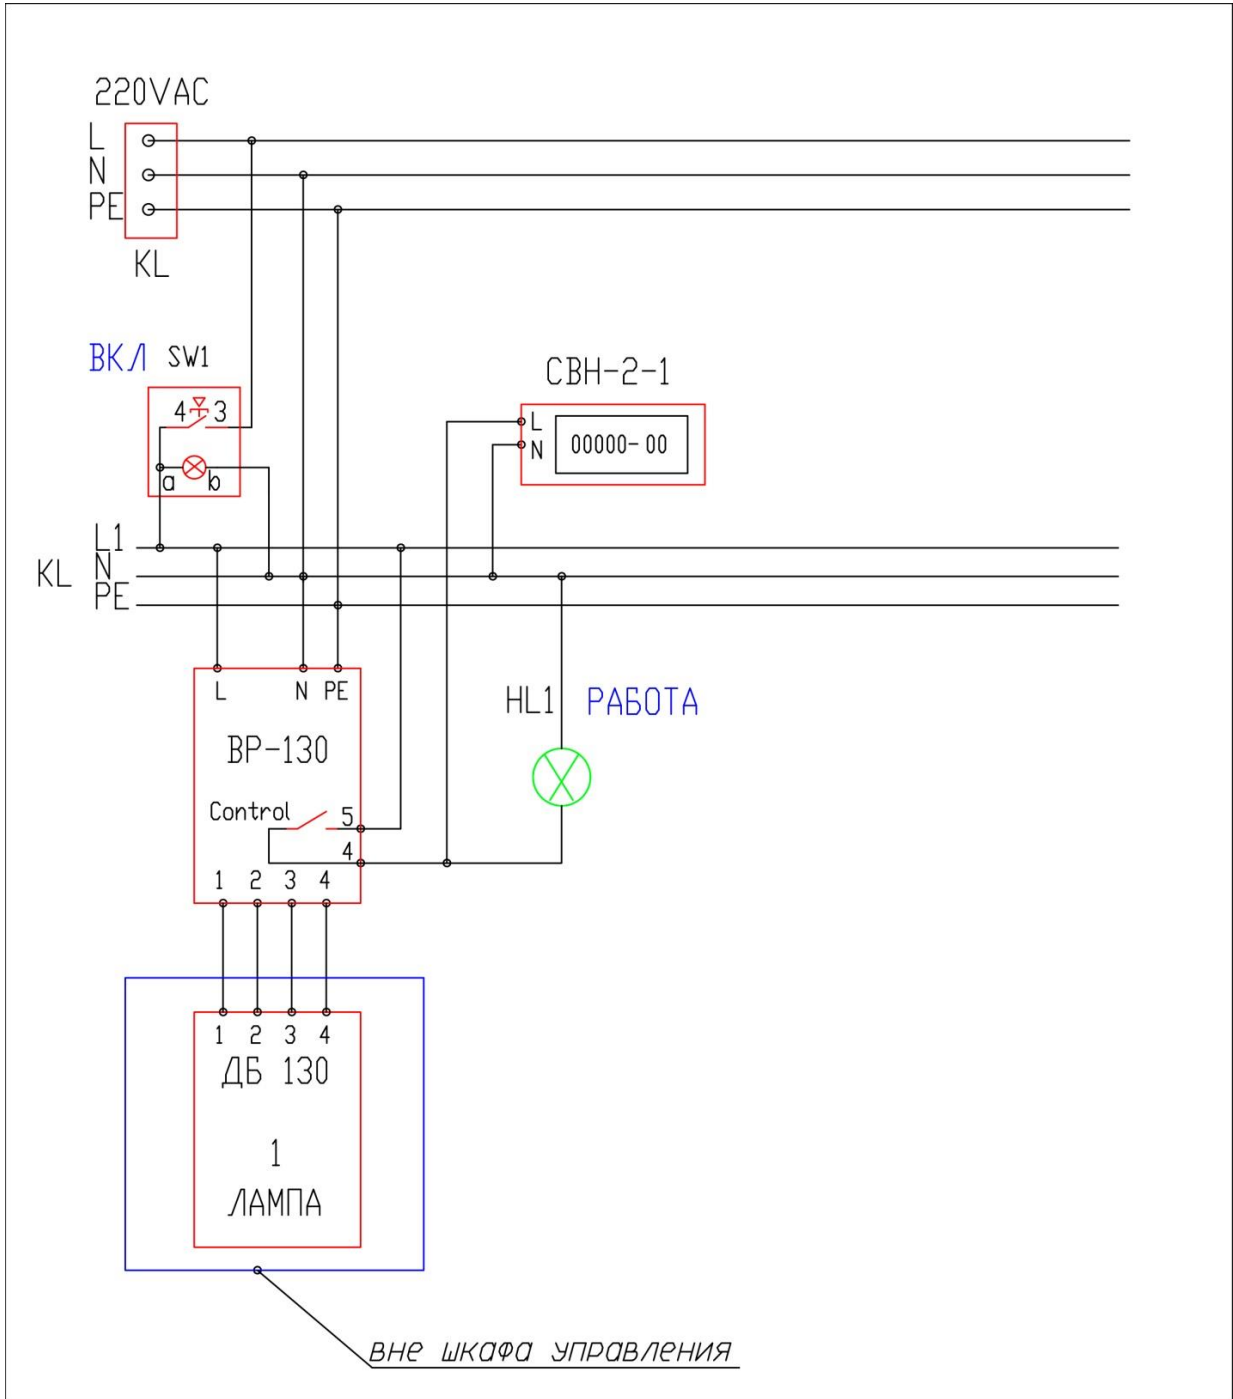 220VAC
L
N
PE
KL
ВКЛ SW1
4 3
a b
СВН-2-1
L
N 00000-00
L1
KL N
PE
L N PE
ВР-130
HL1 РАБОТА
Control 5
4
1 2 3 4
1 2 3 4
ДБ 130
1
ЛАМПА
вне шкафа управления